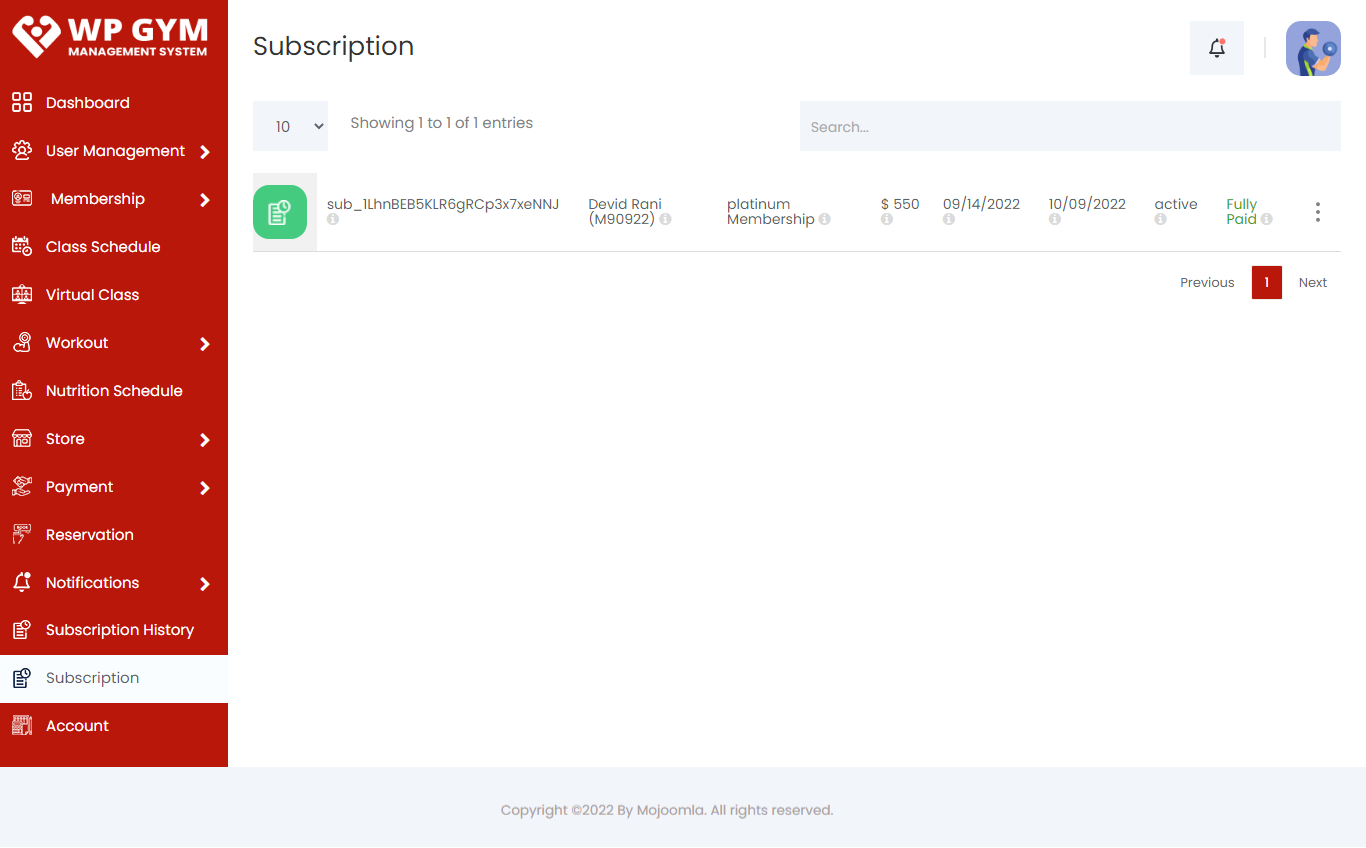 WP GYM
MANAGEMENT SYSTEM
Dashboard
User Management
Membership
Class Schedule
Virtual Class
Workout
Nutrition Schedule
Store
Payment
Reservation
Notifications
Subscription History
Subscription
Account
Subscription
10
Showing 1 to 1 of 1 entries
Search...
sub_1LhnBEB5KLR6gRCp3x7xeNNJ
Devid Rani
(M90922)
platinum
Membership
$ 550
09/14/2022
10/09/2022
active
Fully
Paid
Previous
1
Next
Copyright ©2022 By Mojoomla. All rights reserved.